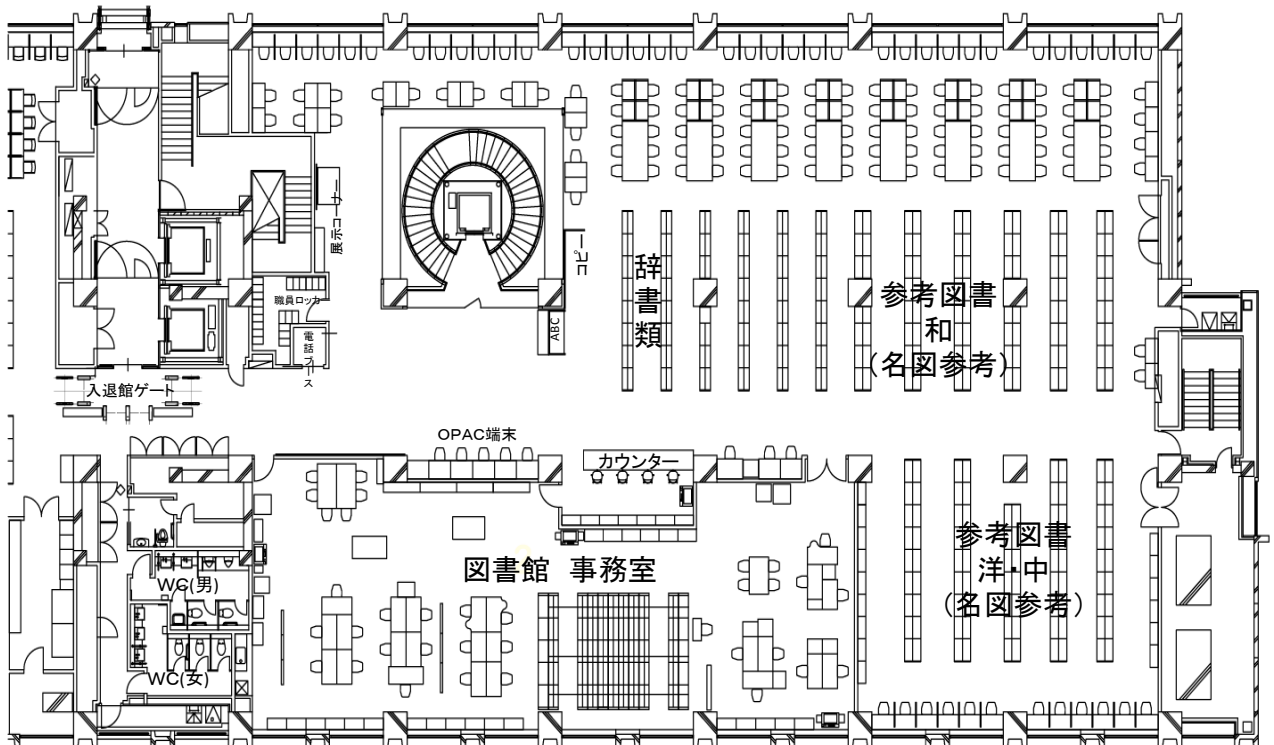 展示コーナー
コピー
辞書類
参考図書
和
(名図参考)
職員ロッカ
電話ブース
ABC
入退館ゲート
OPAC端末
カウンター
参考図書
洋・中
(名図参考)
図書館 事務室
WC(男)
WC(女)